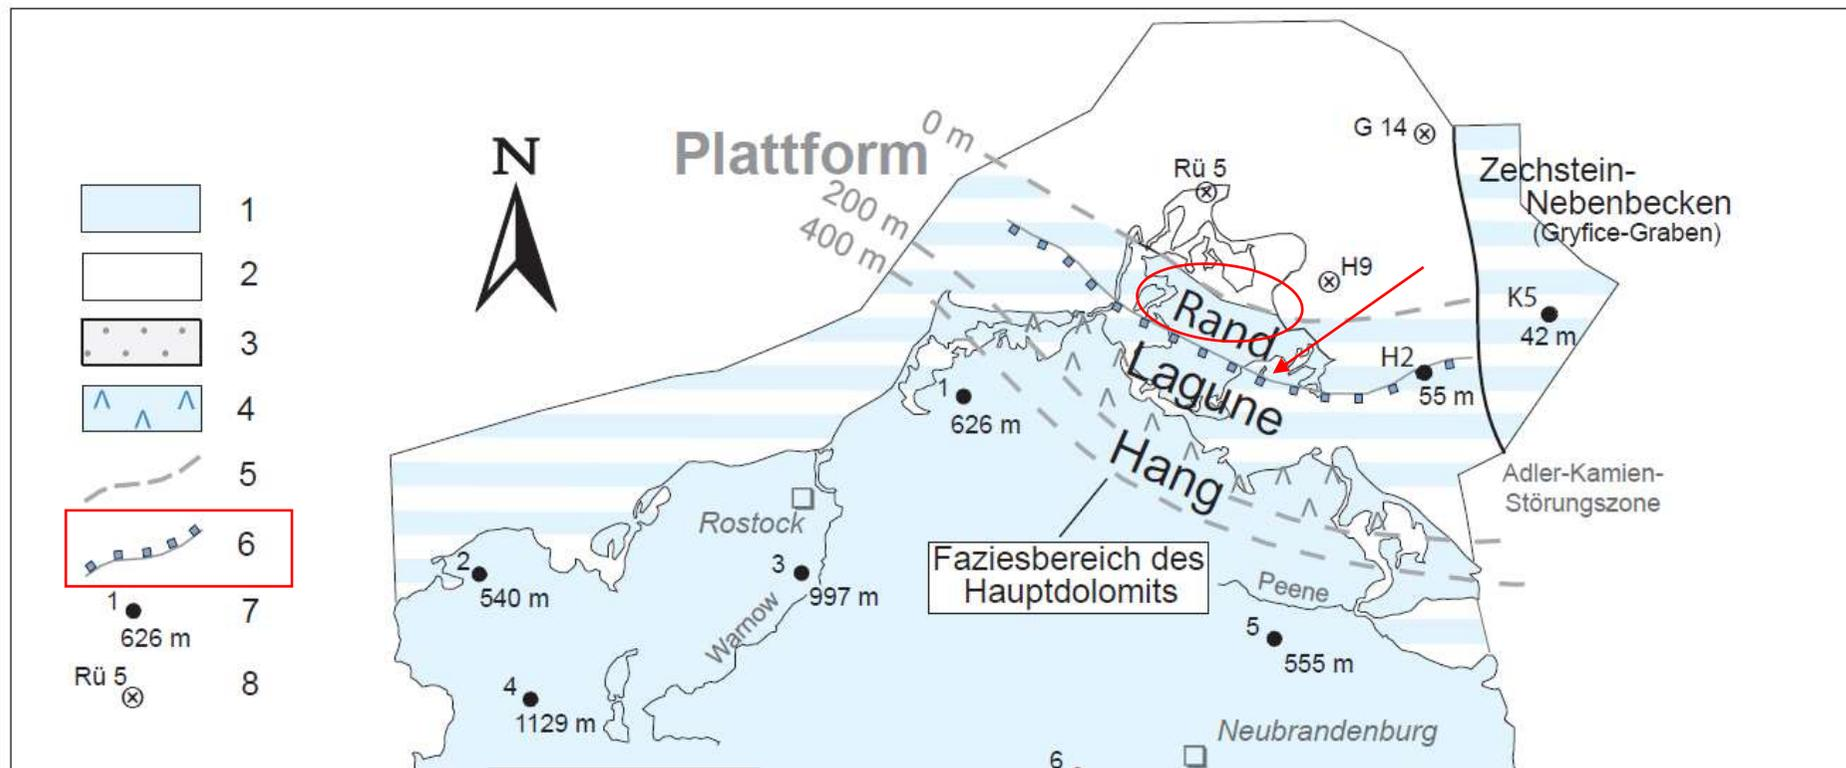 Plattform
0 m
200 m
400 m
N
G 14
Rü 5
Zechstein-
Nebenbecken
(Gryfice-Graben)
H9
K5
42 m
H2
55 m
Rand
Lagune
Hang
1
626 m
Adler-Kamien-
Störungszone
Rostock
2
540 m
3
997 m
Warnow
Faziesbereich des
Hauptdolomits
Peene
5
555 m
4
1129 m
Neubrandenburg
6
1
2
3
4
5
6
1
626 m
7
Rü 5
8